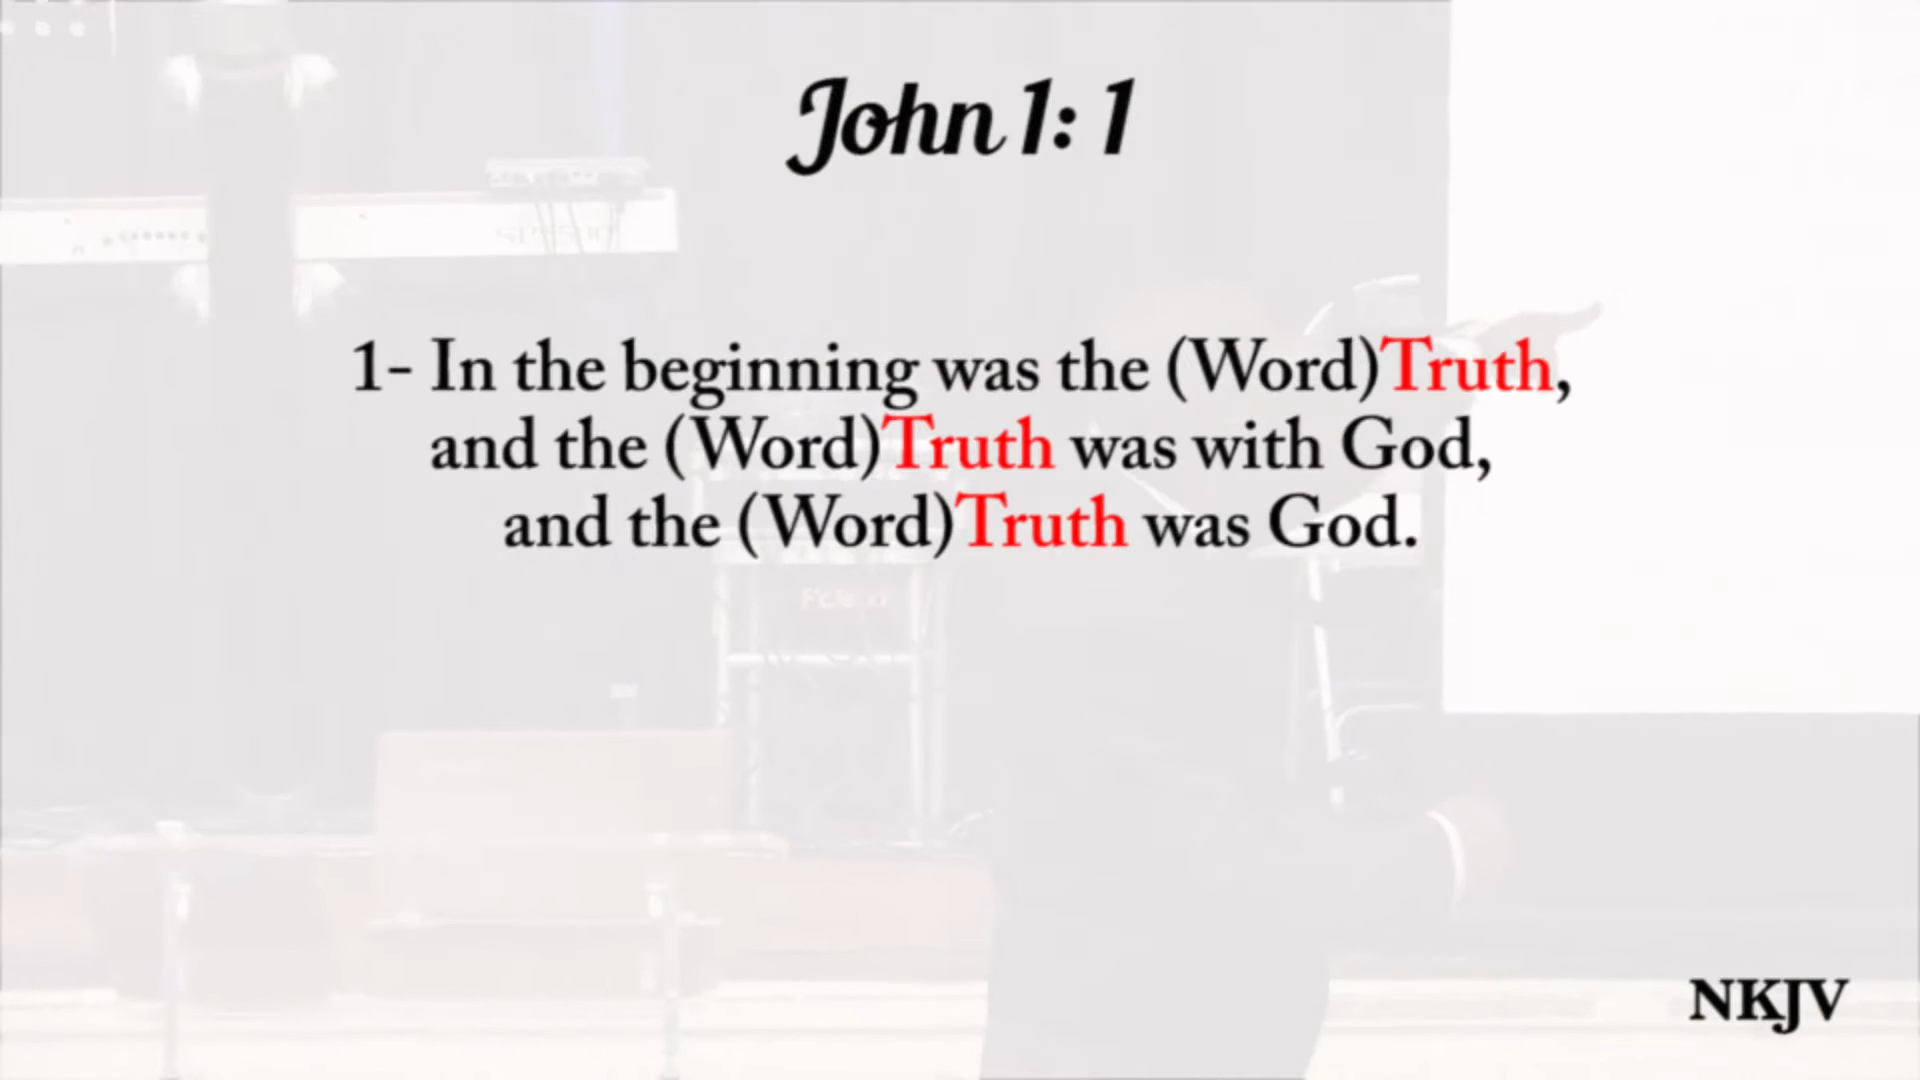 John 1: 1
1- In the beginning was the (Word)Truth,
and the (Word)Truth was with God,
and the (Word)Truth was God.
NKJV